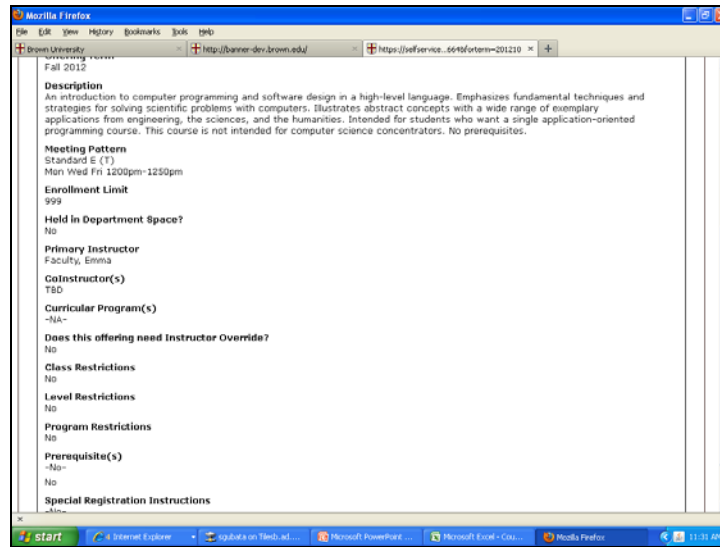 Mozilla Firefox
File Edit View History Bookmarks Tools Help
Brown University × http://banner-dev.brown.edu/ × https://selfservice...6646forterm=201210 × +
Offering Term
Fall 2012
Description
An introduction to computer programming and software design in a high-level language. Emphasizes fundamental techniques and
strategies for solving scientific problems with computers. Illustrates abstract concepts with a wide range of exemplary
applications from engineering, the sciences, and the humanities. Intended for students who want a single application-oriented
programming course. This course is not intended for computer science concentrators. No prerequisites.
Meeting Pattern
Standard E (T)
Mon Wed Fri 1200pm-1250pm
Enrollment Limit
999
Held in Department Space?
No
Primary Instructor
Faculty, Emma
CoInstructor(s)
TBD
Curricular Program(s)
-NA-
Does this offering need Instructor Override?
No
Class Restrictions
No
Level Restrictions
No
Program Restrictions
No
Prerequisite(s)
-No-
No
Special Registration Instructions
-No-
×
start 4 Internet Explorer sgubata on Tilesb.ad.... Microsoft PowerPoint ... Microsoft Excel - Cou... Mozilla Firefox 11:31 AM